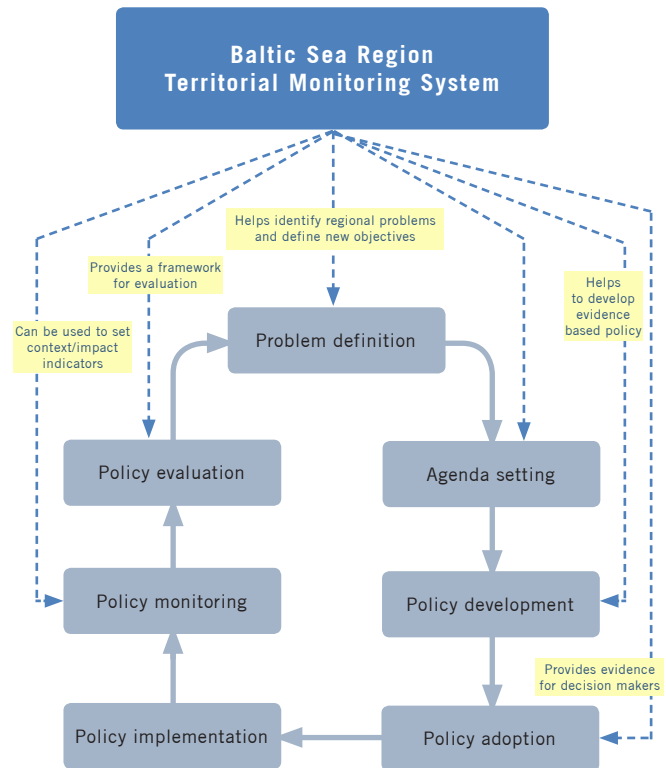 Baltic Sea Region
Territorial Monitoring System
Helps identify regional problems
and define new objectives
Provides a framework
for evaluation
Helps
to develop
evidence
based policy
Can be used to set
context/impact
indicators
Problem definition
Policy evaluation
Agenda setting
Policy monitoring
Policy development
Provides evidence
for decision makers
Policy implementation
Policy adoption